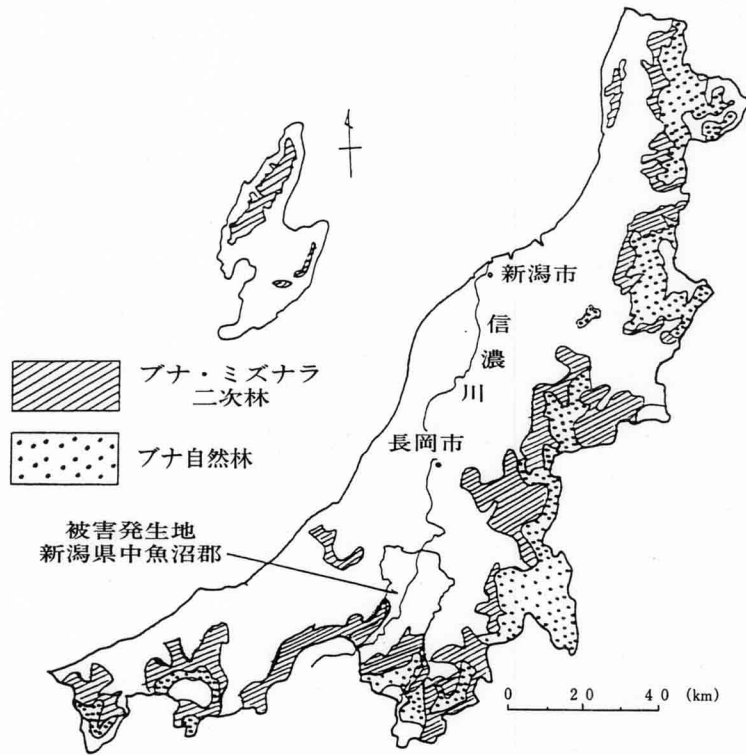 新潟市
信濃川
ブナ・ミズナラ
二次林
長岡市
ブナ自然林
被害発生地
新潟県中魚沼郡
0 20 40 (km)